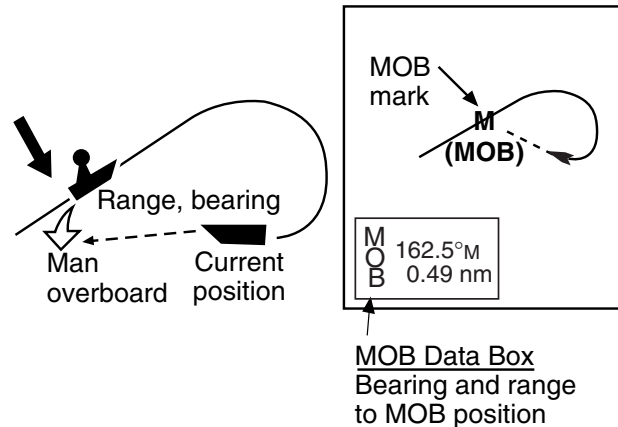 Range, bearing
Man
overboard
Current
position
MOB
mark
M
(MOB)
M
O
B
162.5°M
0.49 nm
MOB Data Box
Bearing and range
to MOB position